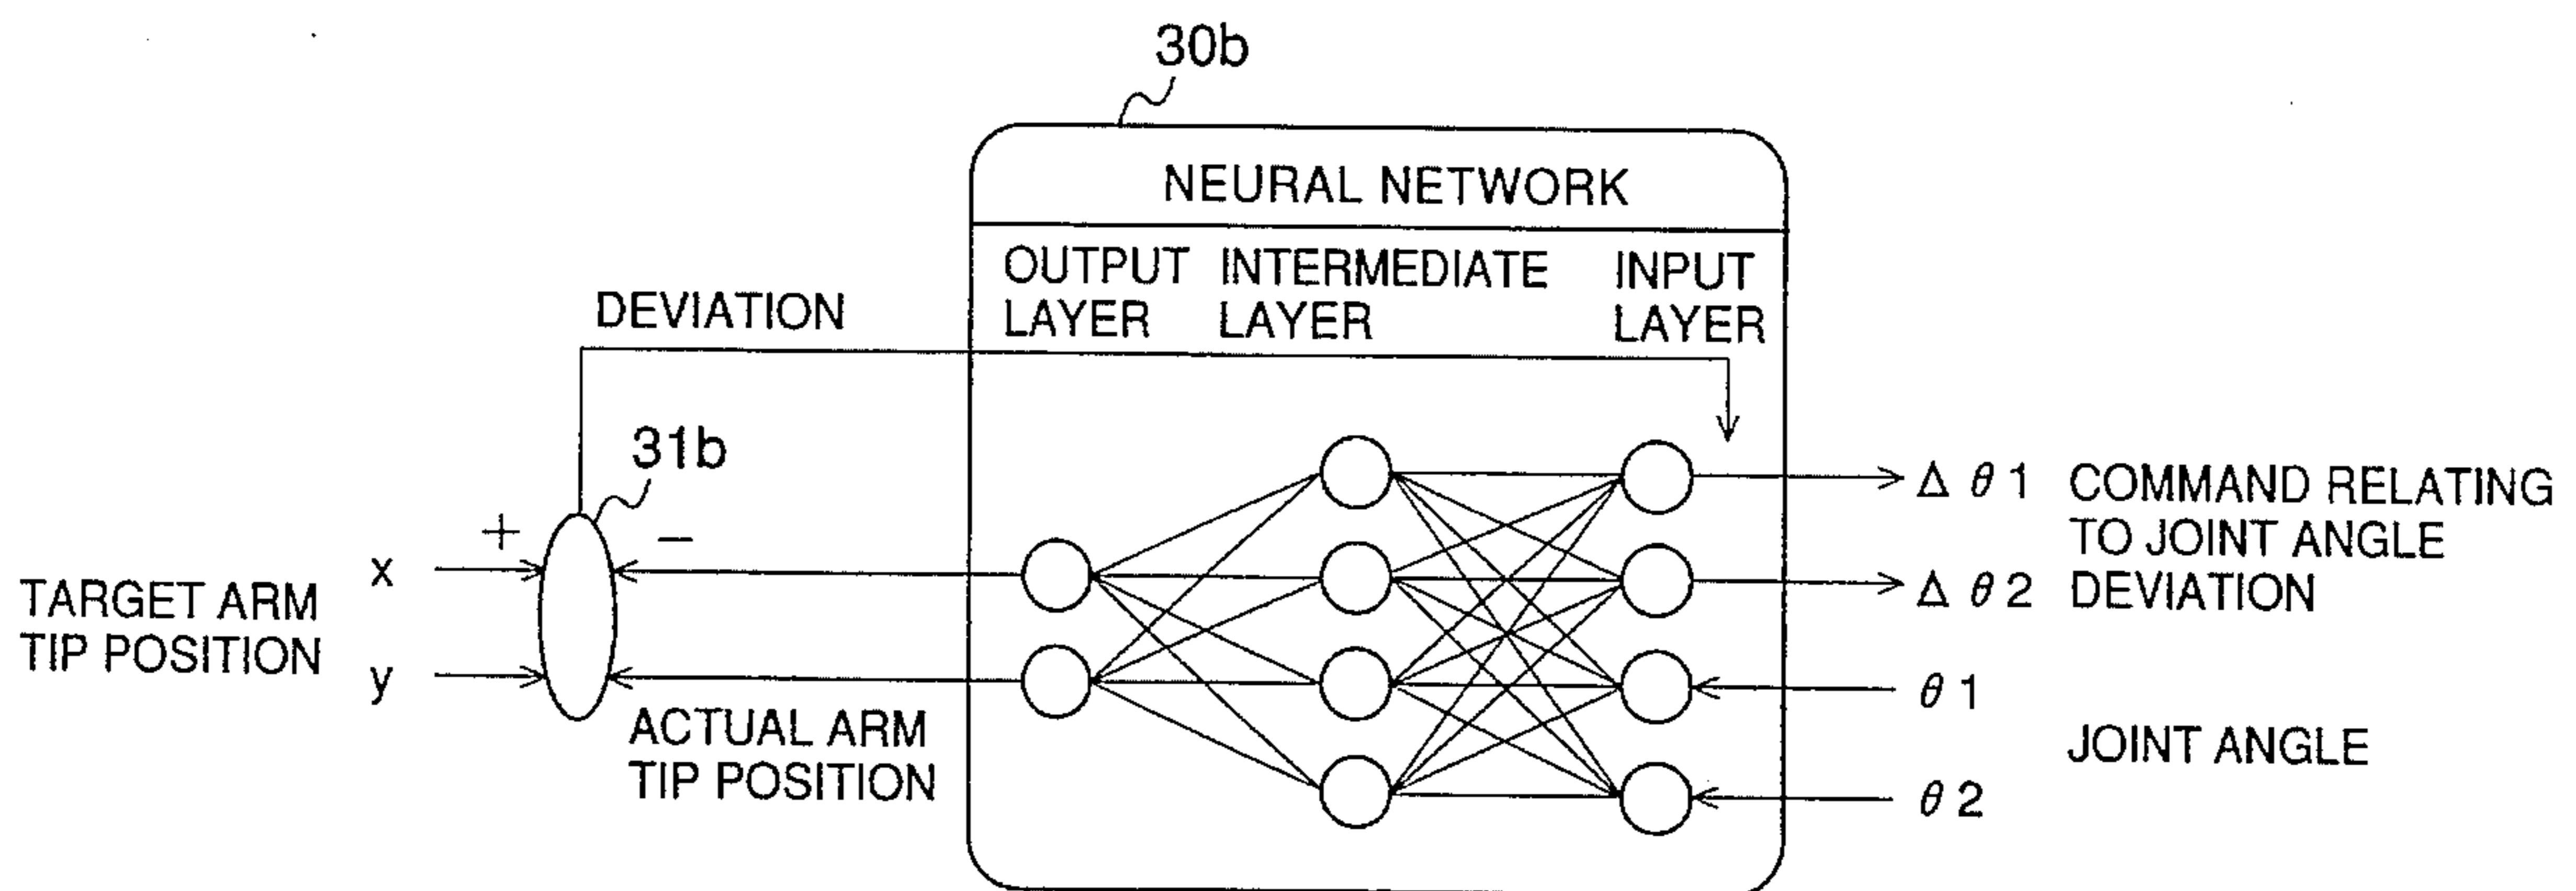 30b
NEURAL NETWORK
OUTPUT LAYER
INTERMEDIATE LAYER
INPUT LAYER
DEVIATION
31b
+
−
x
y
TARGET ARM
TIP POSITION
ACTUAL ARM
TIP POSITION
Δ θ 1
Δ θ 2
COMMAND RELATING
TO JOINT ANGLE
DEVIATION
θ 1
θ 2
JOINT ANGLE